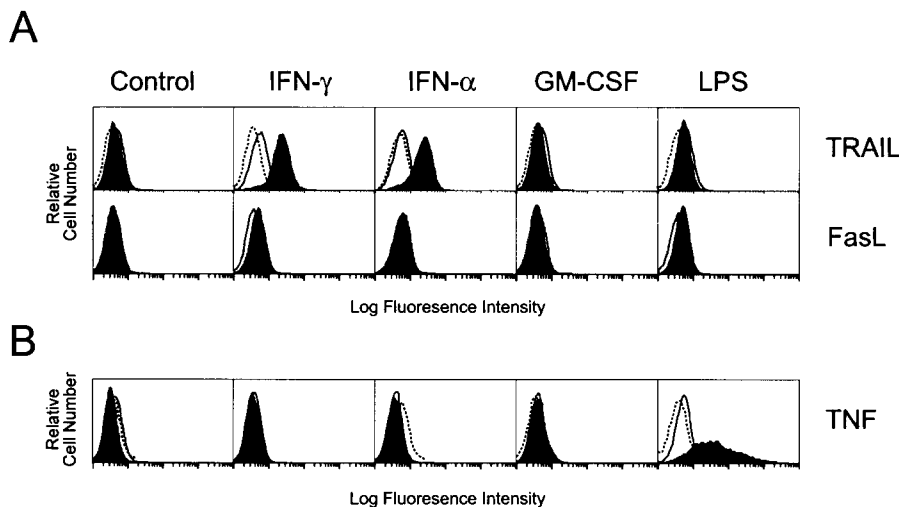 A
Control IFN-γ IFN-α GM-CSF LPS
Relative
Cell Number
TRAIL
FasL
Log Fluoresence Intensity
B
Relative
Cell Number
TNF
Log Fluoresence Intensity